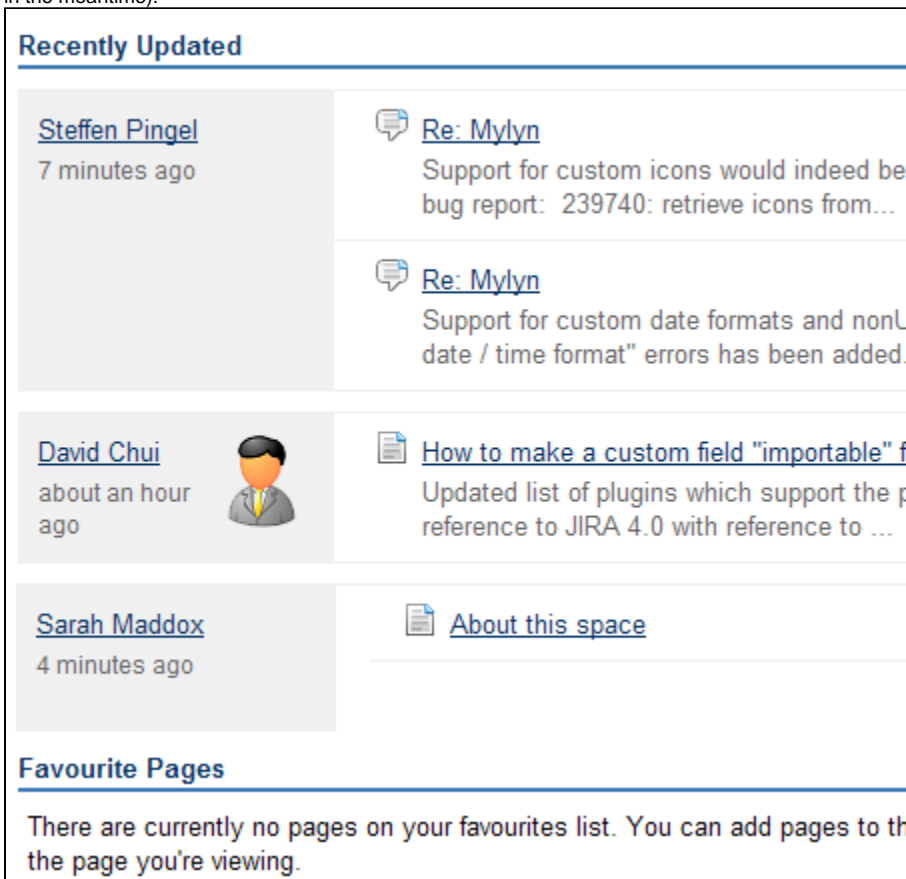 in the meantime).
Recently Updated
Steffen Pingel
7 minutes ago
Re: Mylyn
Support for custom icons would indeed be
bug report: 239740: retrieve icons from...
Re: Mylyn
Support for custom date formats and nonU
date / time format" errors has been added.
David Chui
about an hour
ago
How to make a custom field "importable" f
Updated list of plugins which support the p
reference to JIRA 4.0 with reference to ...
Sarah Maddox
4 minutes ago
About this space
Favourite Pages
There are currently no pages on your favourites list. You can add pages to th
the page you're viewing.